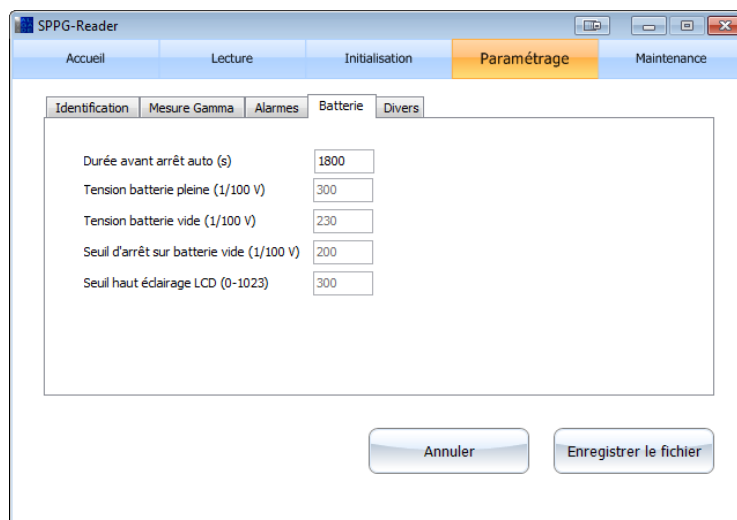 SPPG-Reader
Accueil Lecture Initialisation Paramétrage Maintenance
Identification Mesure Gamma Alarmes Batterie Divers
Durée avant arrêt auto (s) 1800
Tension batterie pleine (1/100 V) 300
Tension batterie vide (1/100 V) 230
Seuil d'arrêt sur batterie vide (1/100 V) 200
Seuil haut éclairage LCD (0-1023) 300
Annuler Enregistrer le fichier